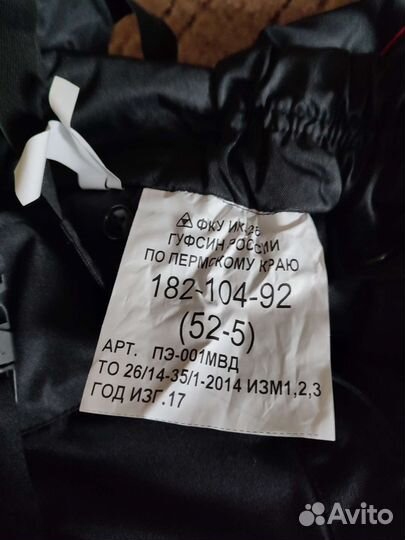 ФКУ ИК-28
ГУФСИН РОССИИ
ПО ПЕРМСКОМУ КРАЮ
182-104-92
(52-5)
АРТ. ПЭ-001МВД
ТО 26/14-35/1-2014 ИЗМ1,2,3
ГОД ИЗГ.17
Avito